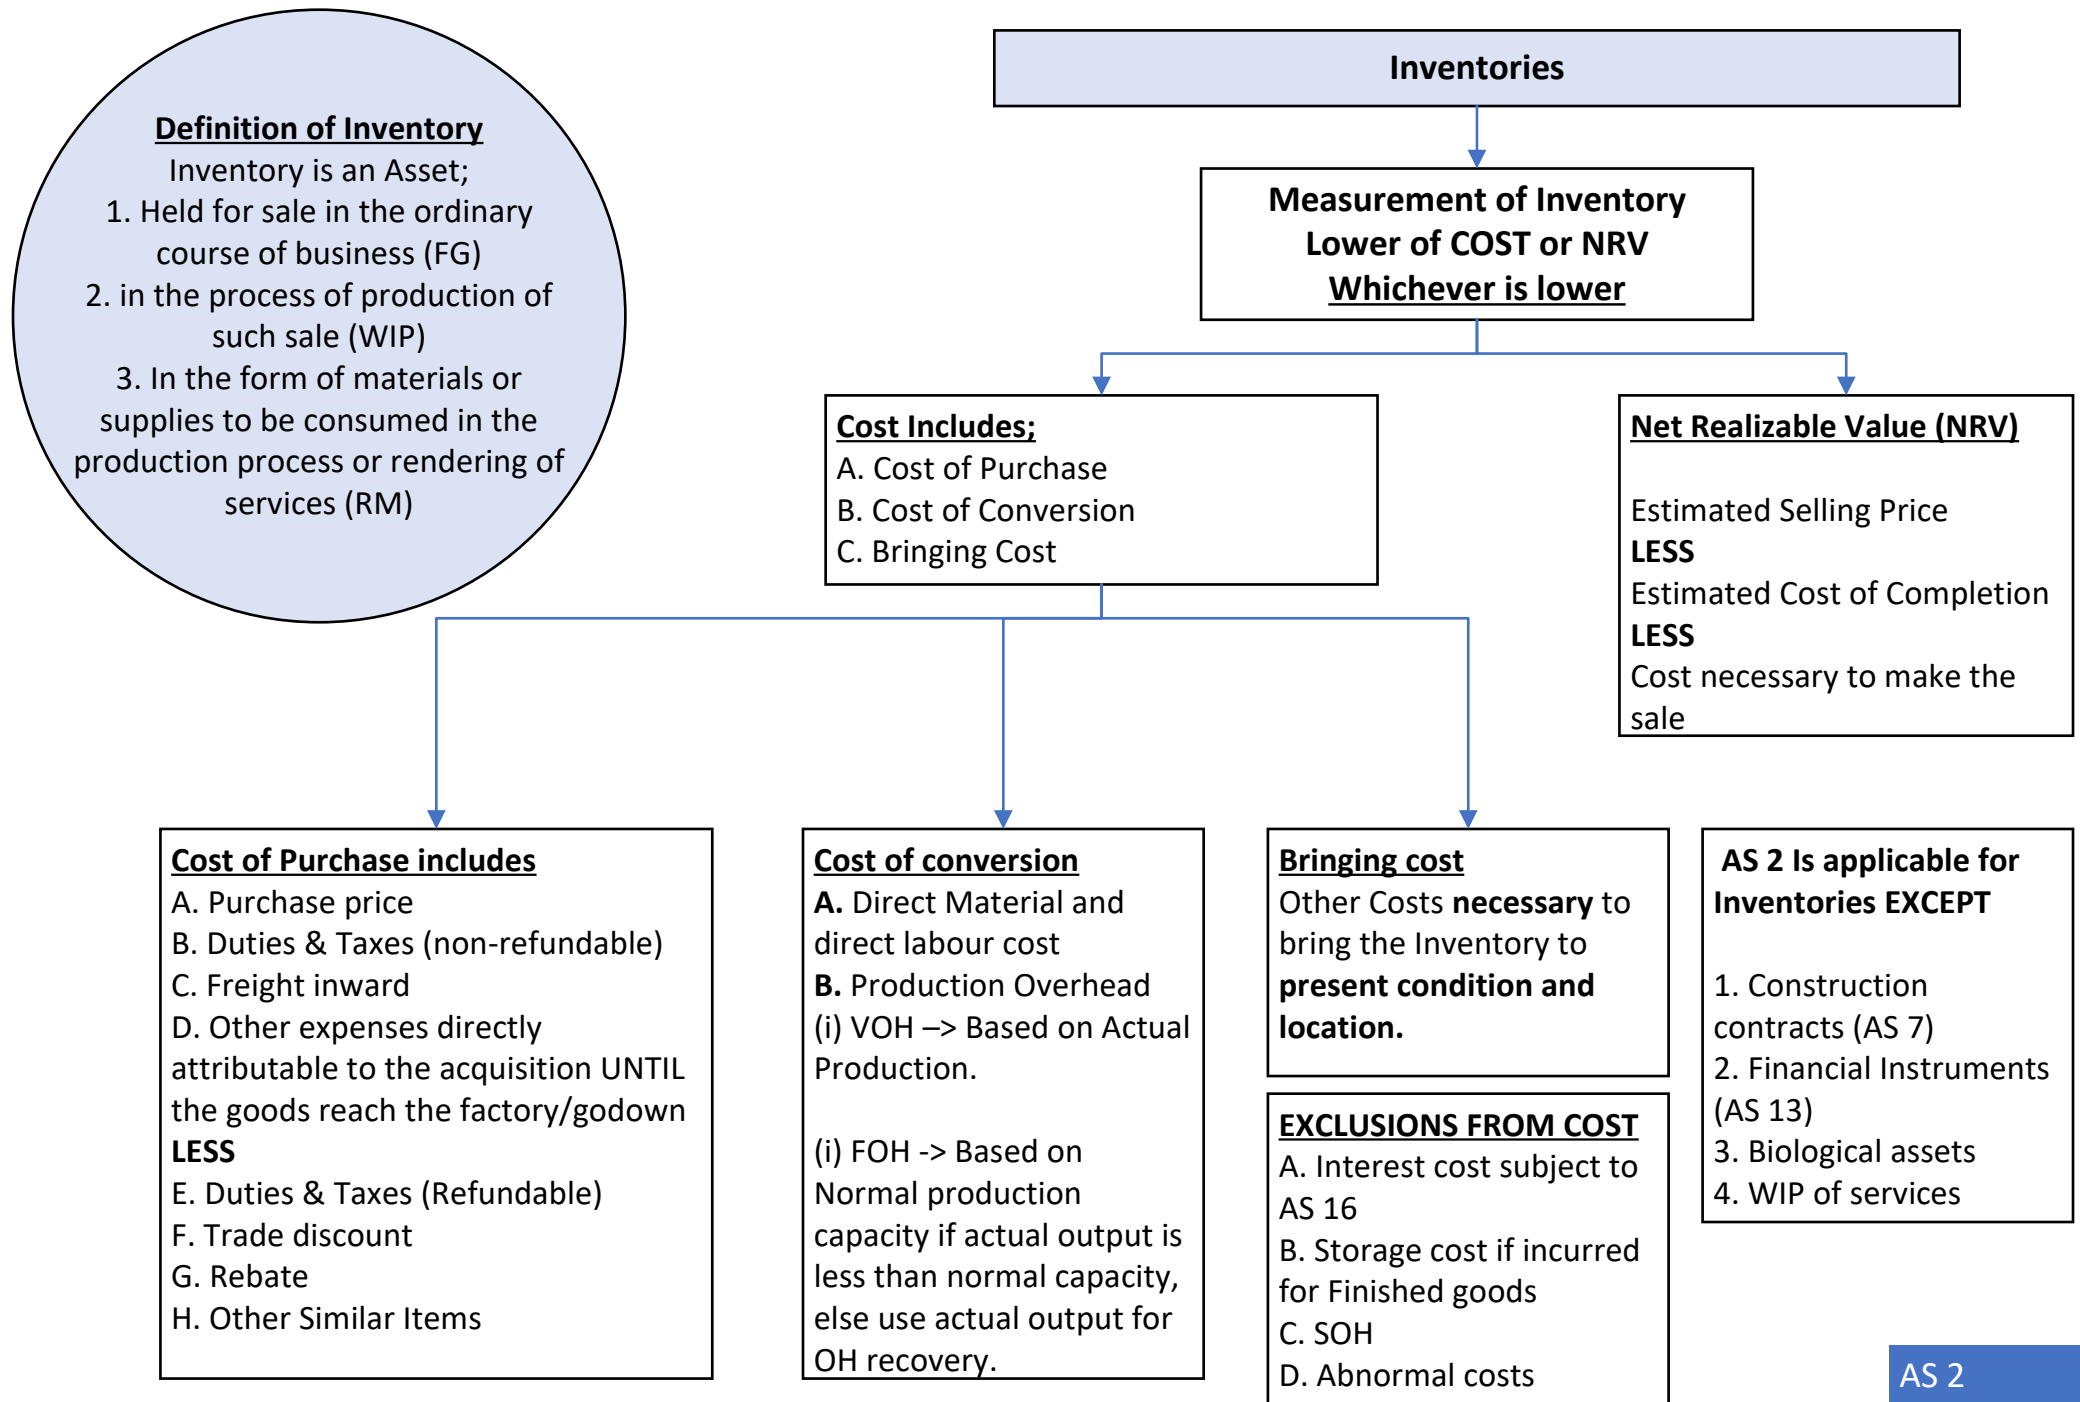 Definition of Inventory
Inventory is an Asset;
1. Held for sale in the ordinary
course of business (FG)
2. in the process of production of
such sale (WIP)
3. In the form of materials or
supplies to be consumed in the
production process or rendering of
services (RM)
Inventories
Measurement of Inventory
Lower of COST or NRV
Whichever is lower
Cost Includes;
A. Cost of Purchase
B. Cost of Conversion
C. Bringing Cost
Net Realizable Value (NRV)
Estimated Selling Price
LESS
Estimated Cost of Completion
LESS
Cost necessary to make the
sale
Cost of Purchase includes
A. Purchase price
B. Duties & Taxes (non-refundable)
C. Freight inward
D. Other expenses directly
attributable to the acquisition UNTIL
the goods reach the factory/godown
LESS
E. Duties & Taxes (Refundable)
F. Trade discount
G. Rebate
H. Other Similar Items
Cost of conversion
A. Direct Material and
direct labour cost
B. Production Overhead
(i) VOH –> Based on Actual
Production.
(i) FOH -> Based on
Normal production
capacity if actual output is
less than normal capacity,
else use actual output for
OH recovery.
Bringing cost
Other Costs necessary to
bring the Inventory to
present condition and
location.
EXCLUSIONS FROM COST
A. Interest cost subject to
AS 16
B. Storage cost if incurred
for Finished goods
C. SOH
D. Abnormal costs
AS 2 Is applicable for
Inventories EXCEPT
1. Construction
contracts (AS 7)
2. Financial Instruments
(AS 13)
3. Biological assets
4. WIP of services
AS 2